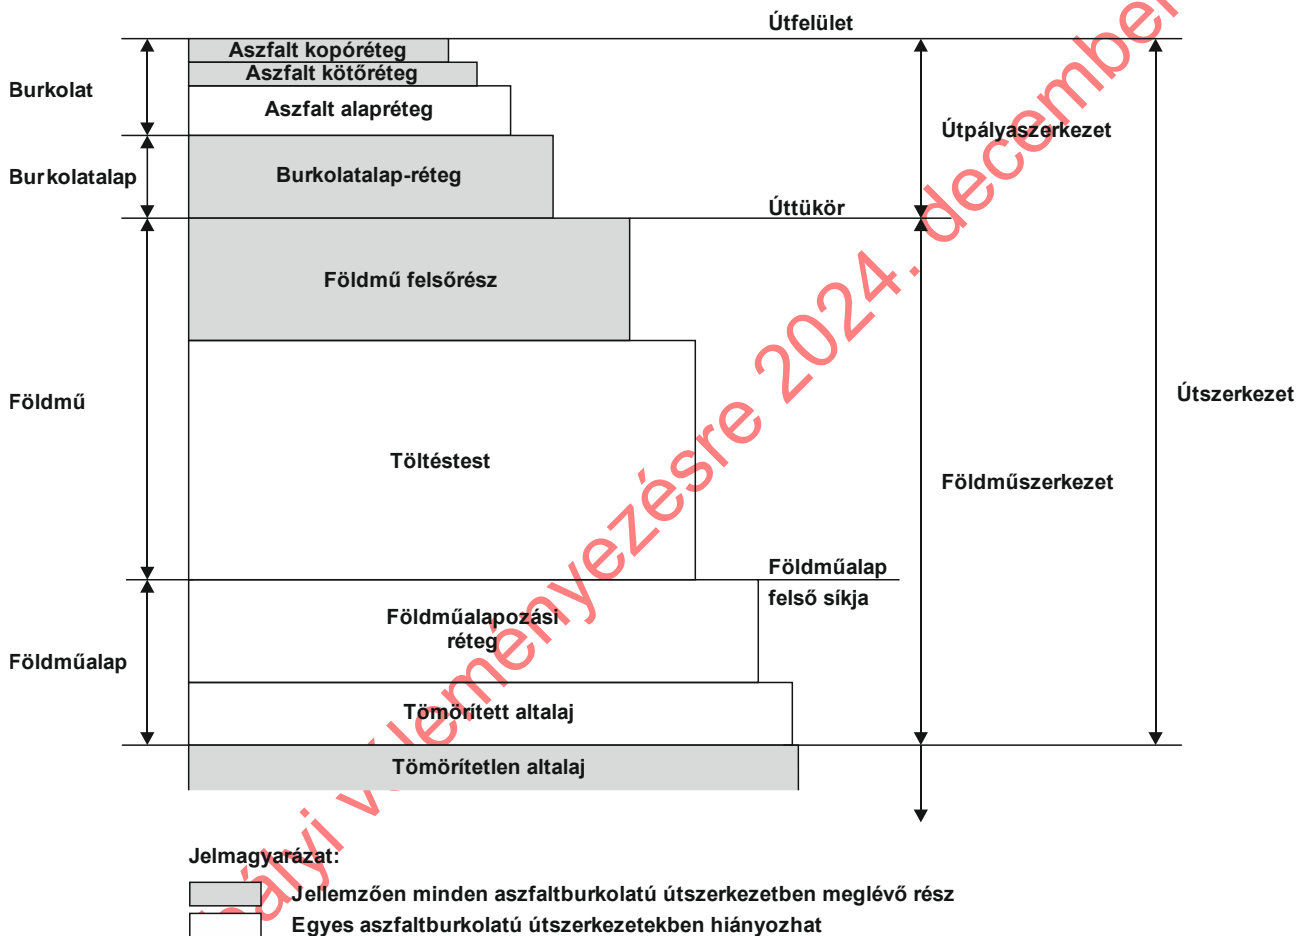 Útfelület
Aszfalt kopóréteg
Aszfalt kötőréteg
Burkolat
Aszfalt alapréteg
Útpályaszerkezet
Burkolatalap
Burkolatalap-réteg
Úttükör
Földmű felsőrész
Földmű
Útszerkezet
Töltéstest
Földműszerkezet
Földműalap
felső síkja
Földműalapozási
réteg
Földműalap
Tömörített altalaj
Tömörítetlen altalaj
Jelmagyarázat:
Jellemzően minden aszfaltburkolatú útszerkezetben meglévő rész
Egyes aszfaltburkolatú útszerkezetekben hiányozhat
véleményezésre 2024. december